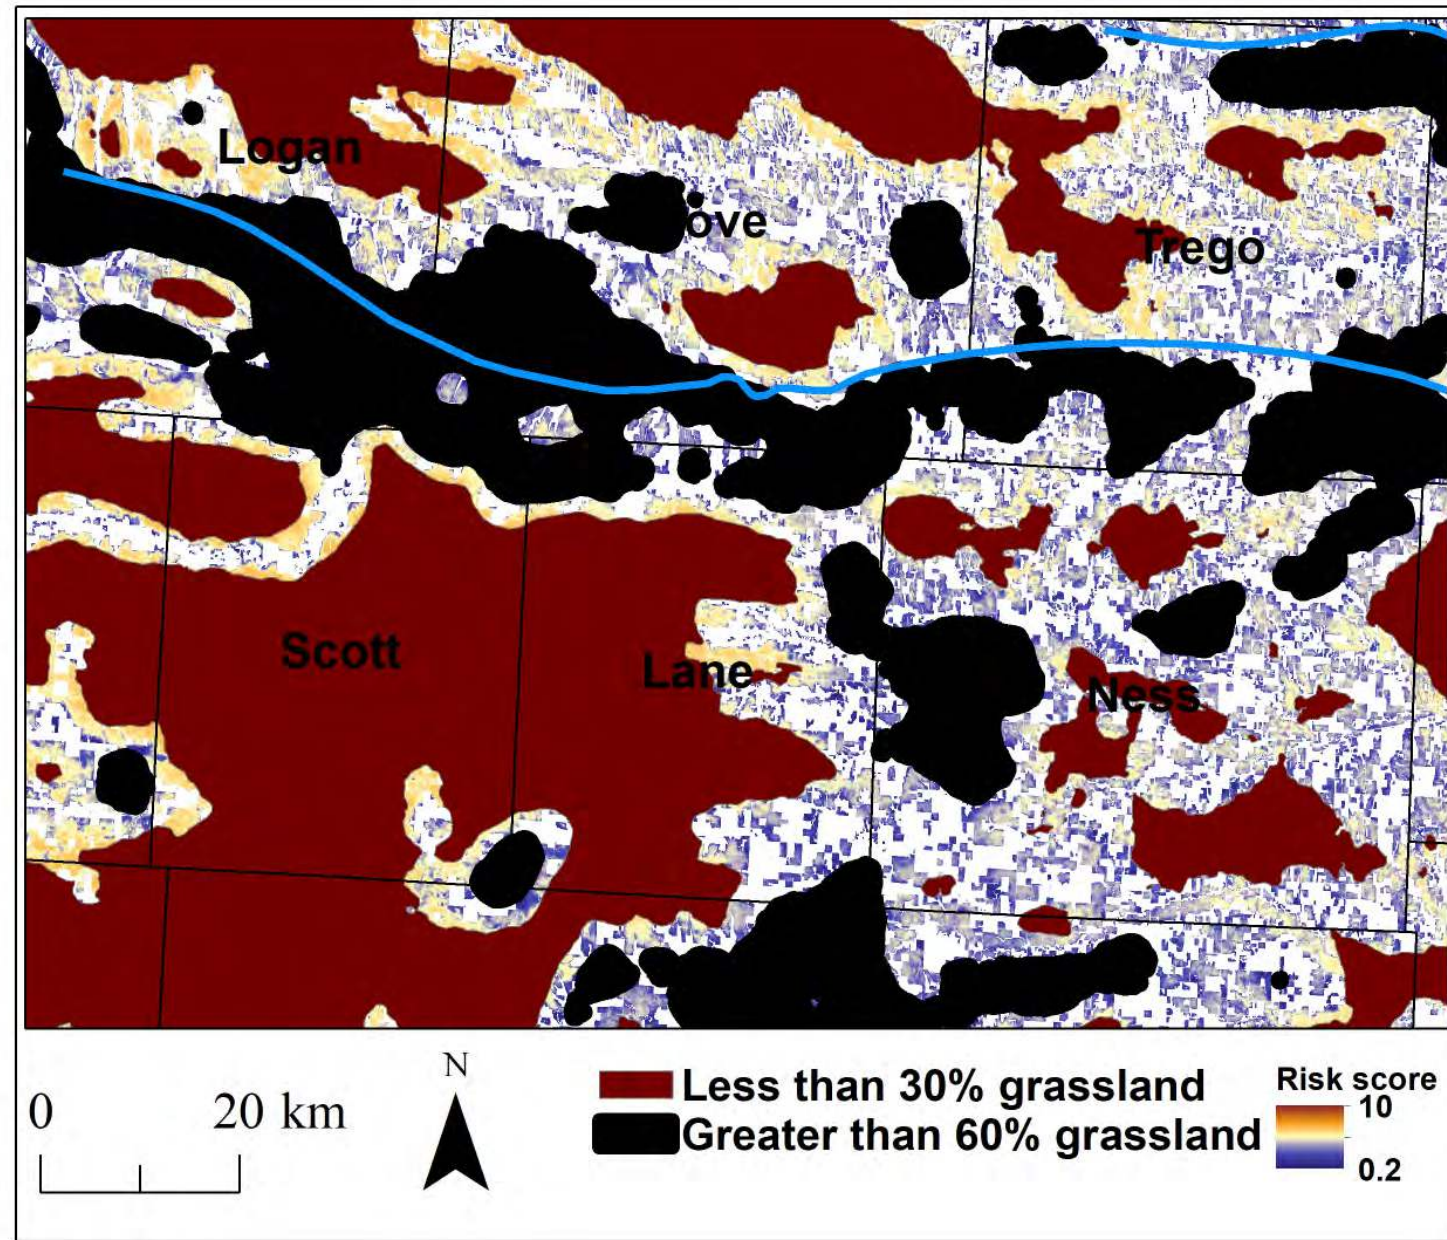 Logan
ove
Trego
Scott
Lane
Ness
N
0 20 km
Less than 30% grassland
Greater than 60% grassland
Risk score
10
0.2